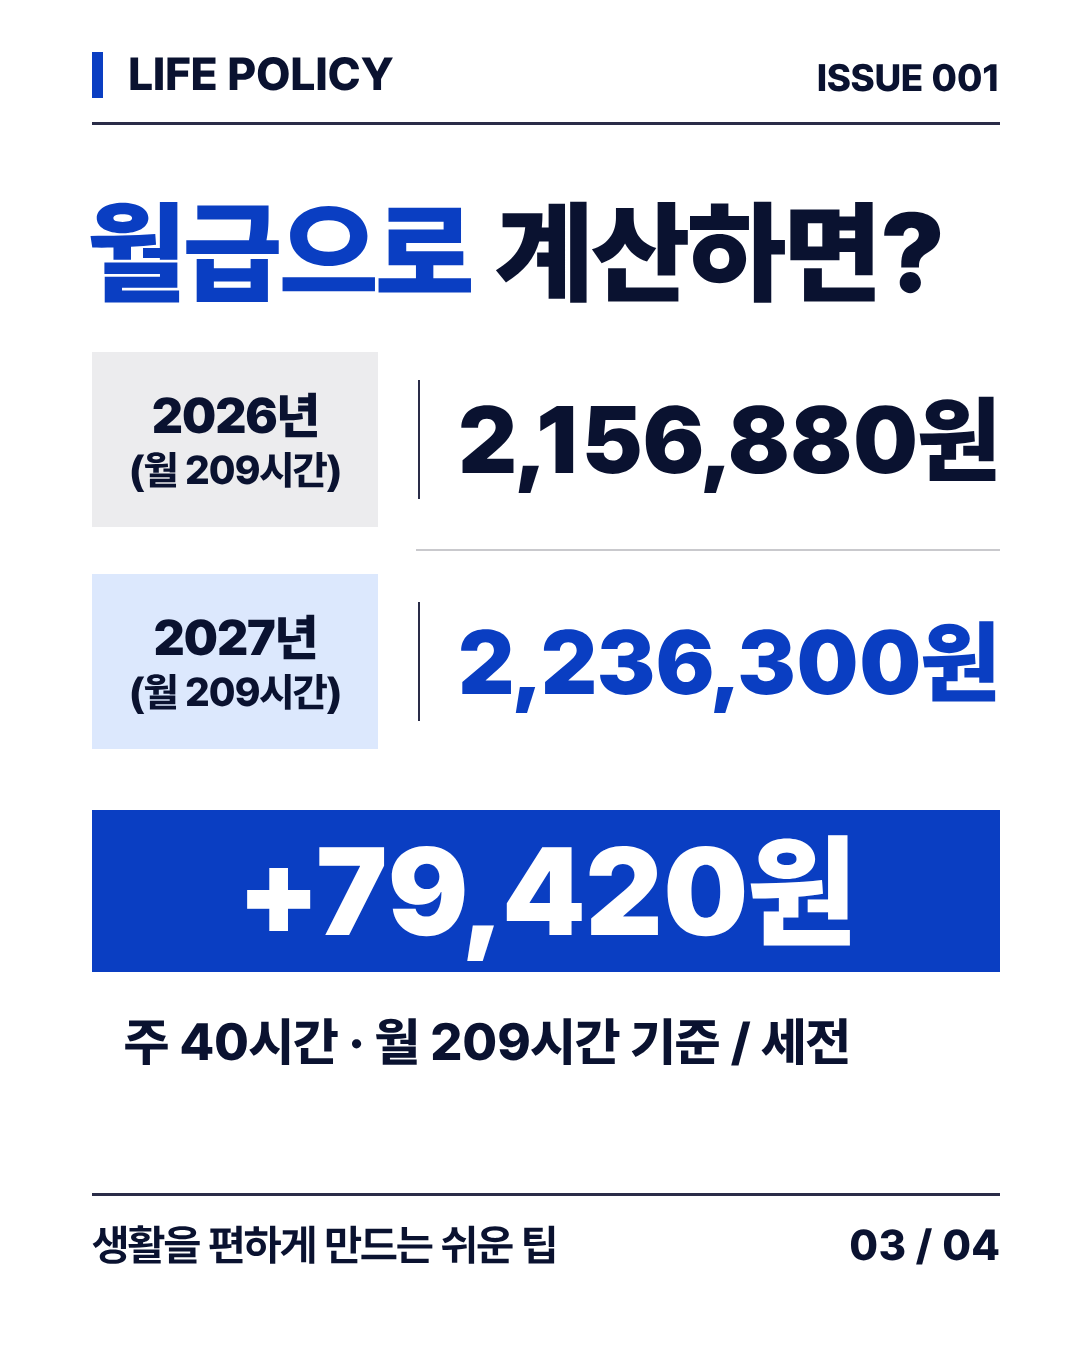 LIFE POLICY
ISSUE 001
월급으로 계산하면?
2026년
(월 209시간)
2,156,880원
2027년
(월 209시간)
2,236,300원
+79,420원
주 40시간 · 월 209시간 기준 / 세전
생활을 편하게 만드는 쉬운 팁
03 / 04